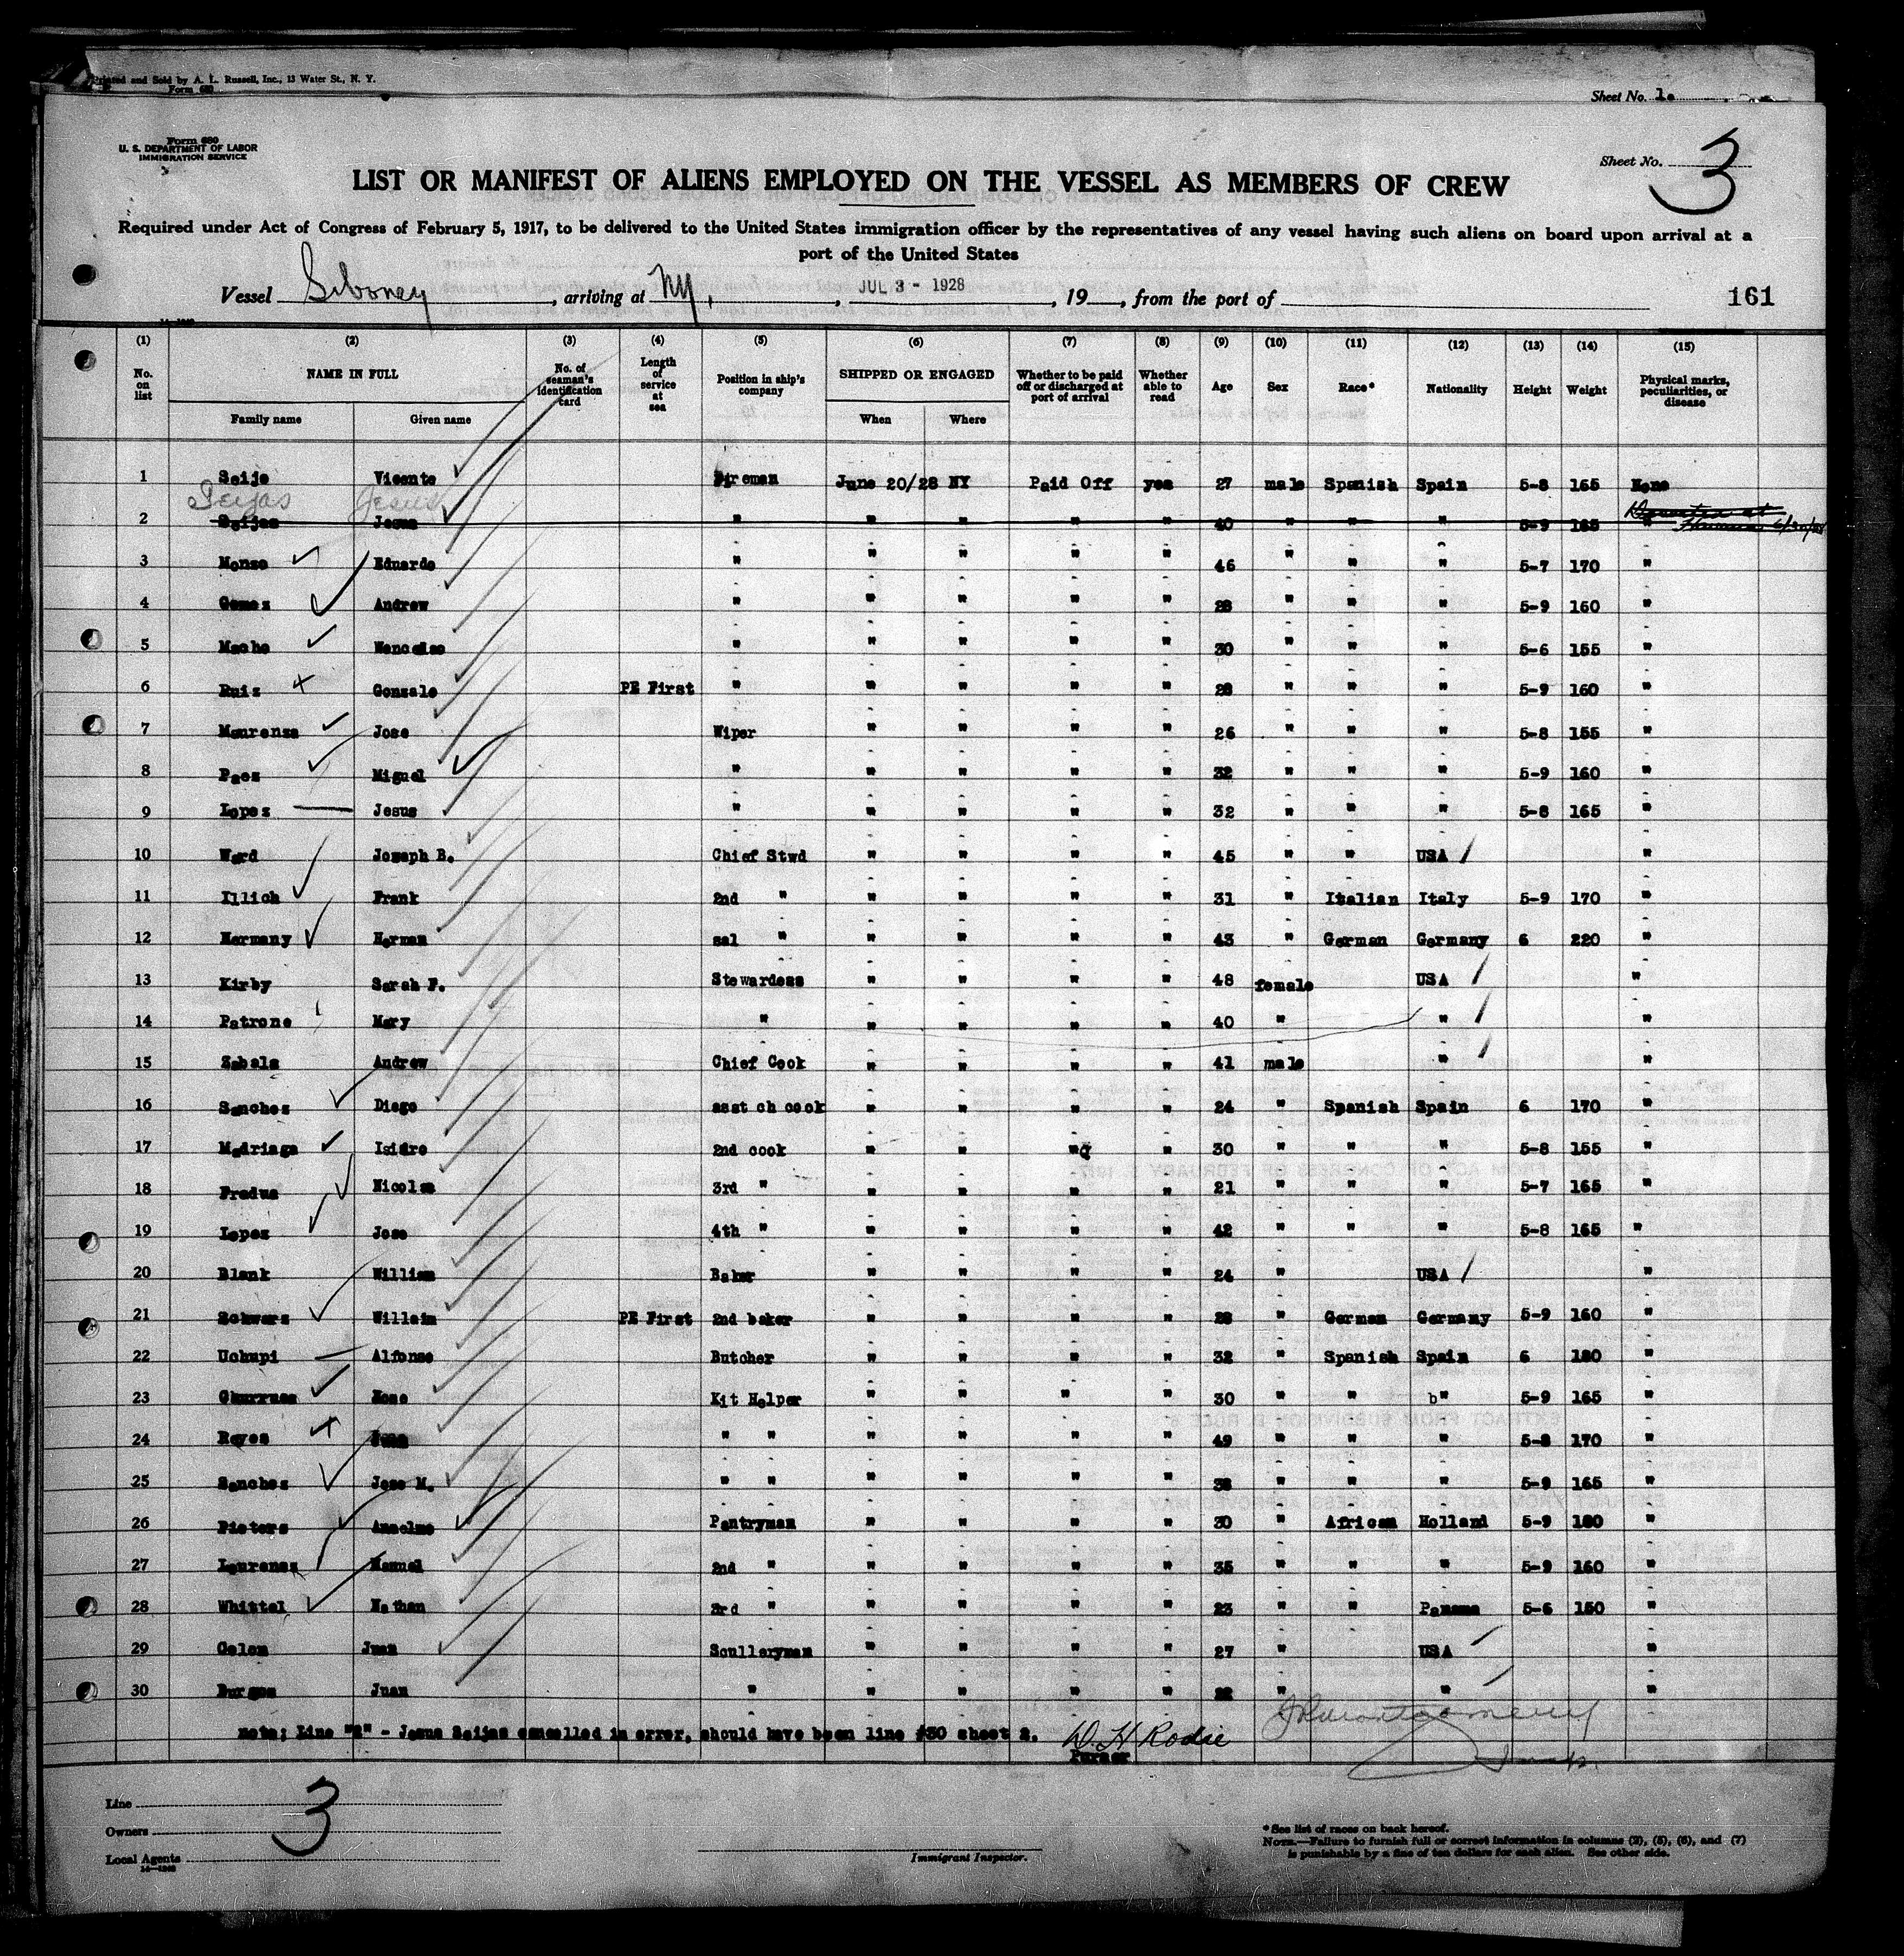 Printed and Sold by A. L. Russell, Inc., 13 Water St., N. Y.
Form 680
Sheet No. 1
Form 680
U. S. DEPARTMENT OF LABOR
IMMIGRATION SERVICE
Sheet No. 3
LIST OR MANIFEST OF ALIENS EMPLOYED ON THE VESSEL AS MEMBERS OF CREW
Required under Act of Congress of February 5, 1917, to be delivered to the United States immigration officer by the representatives of any vessel having such aliens on board upon arrival at a
port of the United States
Vessel Siboney, arriving at NY, JUL 3 - 1928, 19, from the port of
161
(1) (2) (3) (4) (5) (6) (7) (8) (9) (10) (11) (12) (13) (14) (15)
No. on list NAME IN FULL No. of seaman's identification card Length of service at sea Position in ship's company SHIPPED OR ENGAGED Whether to be paid off or discharged at port of arrival Whether able to read Age Sex Race* Nationality Height Weight Physical marks, peculiarities, or disease
Family name Given name When Where
1 Seijo Vicente Fireman June 20/28 NY Paid Off yes 27 male Spanish Spain 5-8 165 None
Seijas Jesus
2 Seijas Jesus " " " " " 40 " " " 5-9 165 "
3 Monzo Eduardo " " " " " 46 " " " 5-7 170 "
4 Gomez Andrew " " " " " 28 " " " 5-9 160 "
5 Macho " " " " " 30 " " " 5-6 155 "
6 Ruiz Gonzalo PE First " " " " " 28 " " " 5-9 160 "
7 Mourenza Jose Wiper " " " " 26 " " " 5-8 155 "
8 Paez Miguel " " " " " 32 " " " 5-9 160 "
9 Lopez Jesus " " " " " 32 " " " 5-8 165 "
10 Ward Joseph B. Chief Stwd " " " " 45 " " USA "
11 Illich Frank 2nd " " " " " 31 " Italian Italy 5-9 170 "
12 Hermany Herman sal " " " " " 43 " German Germany 6 220 "
13 Kirby Sarah F. Stewardess " " " " 48 female USA "
14 Patrone Mary " " " " " 40 " " "
15 Zabala Andrew Chief Cook " " " " 41 male " "
16 Sanchez Diego asst ch cook " " " " 24 " Spanish Spain 6 170 "
17 Madriaga Isidro 2nd cook " " " " 30 " " " 5-8 155 "
18 Pradua Nicolas 3rd " " " " " 21 " " " 5-7 165 "
19 Lopez Jose 4th " " " " " 42 " " " 5-8 165 "
20 Blank William Baker " " " " 24 " USA "
21 Schwarz Willeim PE First 2nd baker " " " " 28 " German Germany 5-9 160 "
22 Uchupi Alfonso Butcher " " " " 32 " Spanish Spain 6 180 "
23 Kit Helper " " " " 30 " " b" 5-9 165 "
24 Reyes " " " " " " 49 " " " 5-8 170 "
25 Sanchez Jose M. " " " " " " 38 " " " 5-9 165 "
26 Pieters Anselmo Pantryman " " " " 30 " African Holland 5-9 180 "
27 Laurenaz Manuel 2nd " " " " " 35 " " " 5-9 160 "
28 Whittel Nathan 3rd " " " " " 23 " " Panama 5-6 150 "
29 Colon Juan Sculleryman " " " " 27 " USA "
30 Burgos Juan " " " " " 22 " " "
Note; Line "2" - Jesus Seijas cancelled in error, should have been line #30 sheet 2. W. H Rodie
Purser
Line
Owners
Local Agents
3
Immigrant Inspector.
*See list of races on back hereof.
NOTE.—Failure to furnish full or correct information in columns (2), (5), (6), and (7)
is punishable by a fine of ten dollars for each alien. See other side.